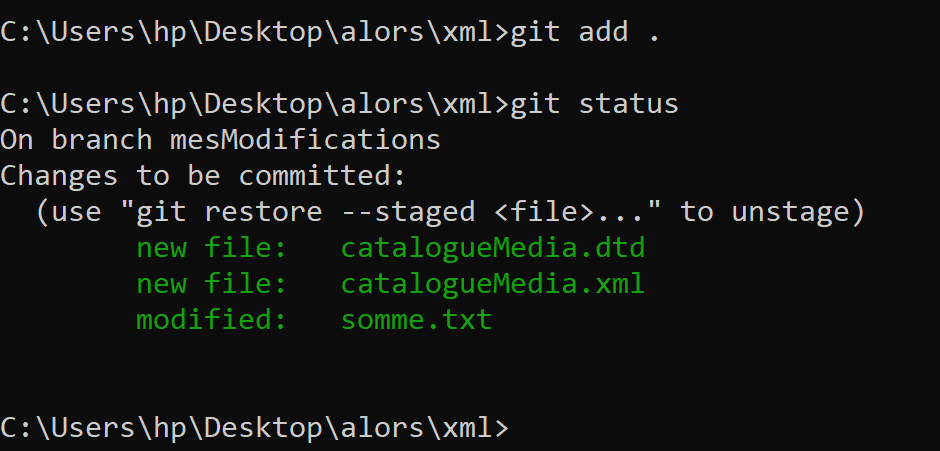 C:\Users\hp\Desktop\alors\xml>git add .
C:\Users\hp\Desktop\alors\xml>git status
On branch mesModifications
Changes to be committed:
  (use "git restore --staged <file>..." to unstage)
        new file:   catalogueMedia.dtd
        new file:   catalogueMedia.xml
        modified:   somme.txt
C:\Users\hp\Desktop\alors\xml>